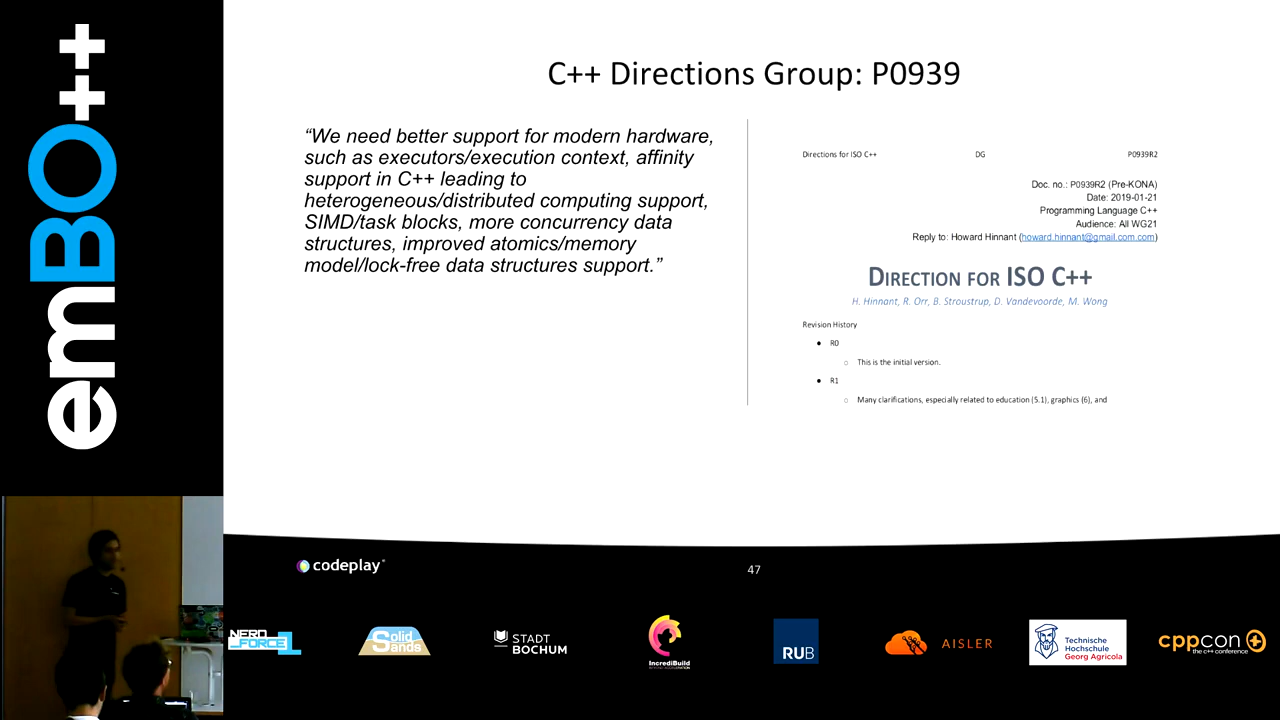 emBO++
C++ Directions Group: P0939
“We need better support for modern hardware,
such as executors/execution context, affinity
support in C++ leading to
heterogeneous/distributed computing support,
SIMD/task blocks, more concurrency data
structures, improved atomics/memory
model/lock-free data structures support.”
Directions for ISO C++ DG P0939R2
Doc. no.: P0939R2 (Pre-KONA)
Date: 2019-01-21
Programming Language C++
Audience: All WG21
Reply to: Howard Hinnant (howard.hinnant@gmail.com.com)
DIRECTION FOR ISO C++
H. Hinnant, R. Orr, B. Stroustrup, D. Vandevoorde, M. Wong
Revision History
● R0
○ This is the initial version.
● R1
○ Many clarifications, especially related to education (5.1), graphics (6), and
codeplay®
47
NERD
FORCE1
Solid
Sands
STADT
BOCHUM
IncrediBuild
RUB
AISLER
Technische
Hochschule
Georg Agricola
cppcon
the c++ conference